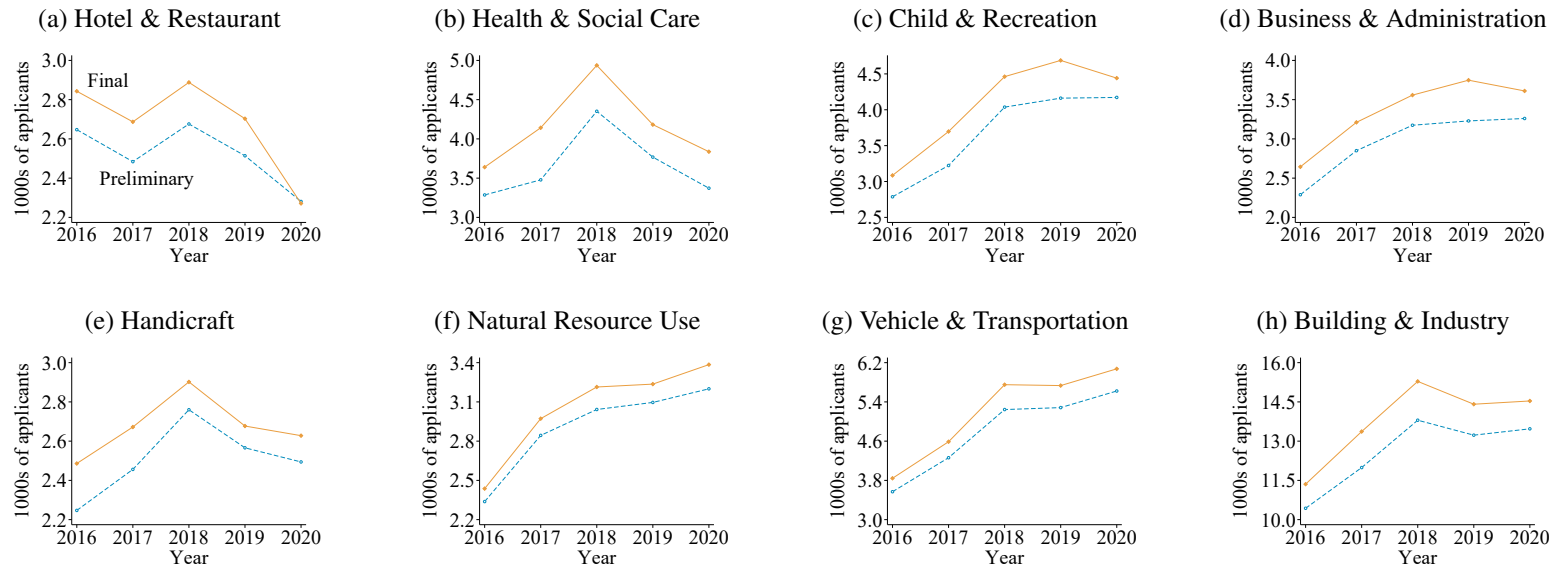 (a) Hotel & Restaurant
1000s of applicants
3.0
2.8
2.6
2.4
2.2
Final
Preliminary
2016 2017 2018 2019 2020
Year
(b) Health & Social Care
1000s of applicants
5.0
4.5
4.0
3.5
3.0
2016 2017 2018 2019 2020
Year
(c) Child & Recreation
1000s of applicants
4.5
4.0
3.5
3.0
2.5
2016 2017 2018 2019 2020
Year
(d) Business & Administration
1000s of applicants
4.0
3.5
3.0
2.5
2.0
2016 2017 2018 2019 2020
Year
(e) Handicraft
1000s of applicants
3.0
2.8
2.6
2.4
2.2
2016 2017 2018 2019 2020
Year
(f) Natural Resource Use
1000s of applicants
3.4
3.1
2.8
2.5
2.2
2016 2017 2018 2019 2020
Year
(g) Vehicle & Transportation
1000s of applicants
6.2
5.4
4.6
3.8
3.0
2016 2017 2018 2019 2020
Year
(h) Building & Industry
1000s of applicants
16.0
14.5
13.0
11.5
10.0
2016 2017 2018 2019 2020
Year